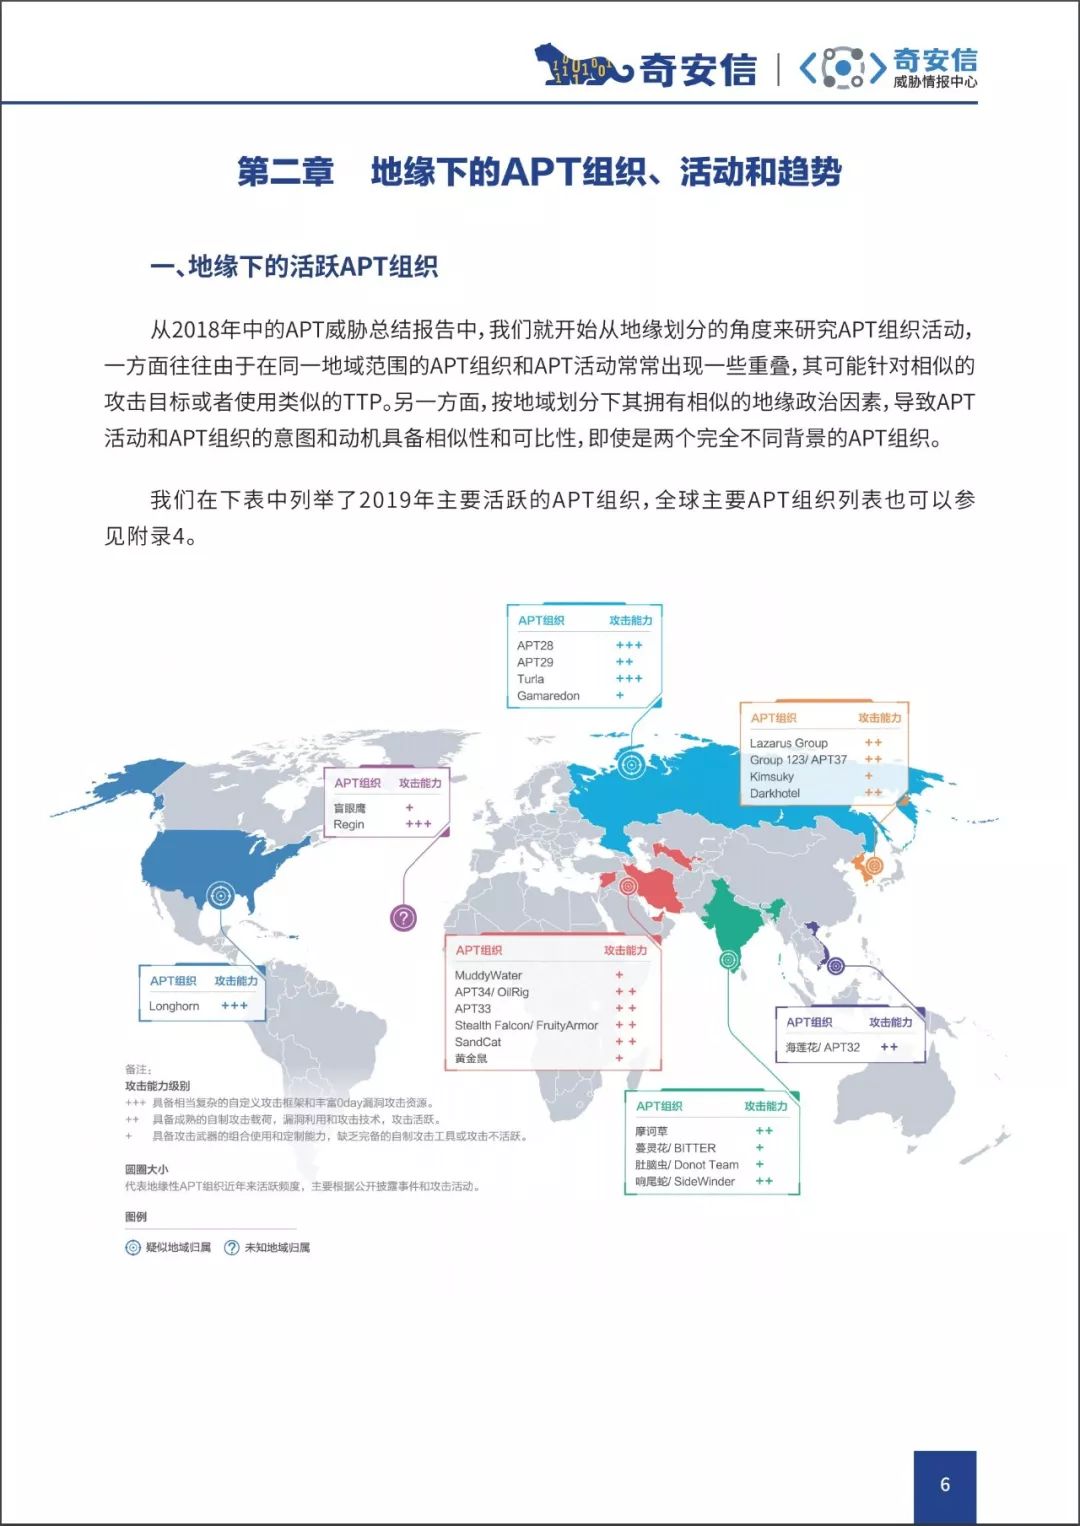 奇安信
奇安信
威胁情报中心
第二章 地缘下的APT组织、活动和趋势
一、地缘下的活跃APT组织
从2018年中的APT威胁总结报告中，我们就开始从地缘划分的角度来研究APT组织活动，
一方面往往由于在同一地域范围的APT组织和APT活动常常出现一些重叠，其可能针对相似的
攻击目标或者使用类似的TTP。另一方面，按地域划分下其拥有相似的地缘政治因素，导致APT
活动和APT组织的意图和动机具备相似性和可比性，即使是两个完全不同背景的APT组织。
我们在下表中列举了2019年主要活跃的APT组织，全球主要APT组织列表也可以参
见附录4。
APT组织 攻击能力
APT28 +++
APT29 ++
Turla +++
Gamaredon +
APT组织 攻击能力
Lazarus Group ++
Group 123/ APT37 ++
Kimsuky +
Darkhotel ++
APT组织 攻击能力
盲眼鹰 +
Regin +++
APT组织 攻击能力
MuddyWater +
APT34/ OilRig ++
APT33 ++
Stealth Falcon/ FruityArmor ++
SandCat ++
黄金鼠 +
APT组织 攻击能力
Longhorn +++
APT组织 攻击能力
海莲花/ APT32 ++
APT组织 攻击能力
摩诃草 ++
蔓灵花/ BITTER +
肚脑虫/ Donot Team +
响尾蛇/ SideWinder ++
备注：
攻击能力级别
+++ 具备相当复杂的自定义攻击框架和丰富0day漏洞攻击资源。
++ 具备成熟的自制攻击载荷，漏洞利用和攻击技术，攻击活跃。
+ 具备攻击武器的组合使用和定制能力，缺乏完备的自制攻击工具或攻击不活跃。
圆圈大小
代表地缘性APT组织近年来活跃频度，主要根据公开披露事件和攻击活动。
图例
疑似地域归属 ? 未知地域归属
6